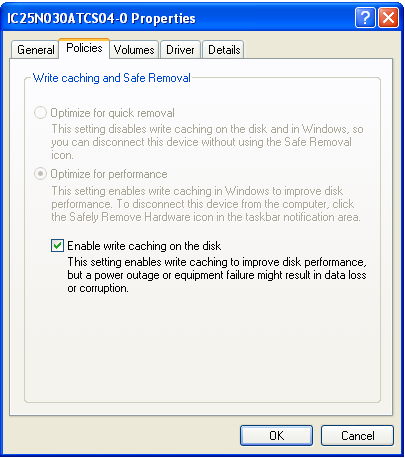 IC25N030ATCS04-0 Properties
General Policies Volumes Driver Details
Write caching and Safe Removal
Optimize for quick removal
This setting disables write caching on the disk and in Windows, so
you can disconnect this device without using the Safe Removal
icon.
Optimize for performance
This setting enables write caching in Windows to improve disk
performance. To disconnect this device from the computer, click
the Safely Remove Hardware icon in the taskbar notification area.
Enable write caching on the disk
This setting enables write caching to improve disk performance,
but a power outage or equipment failure might result in data loss
or corruption.
OK Cancel